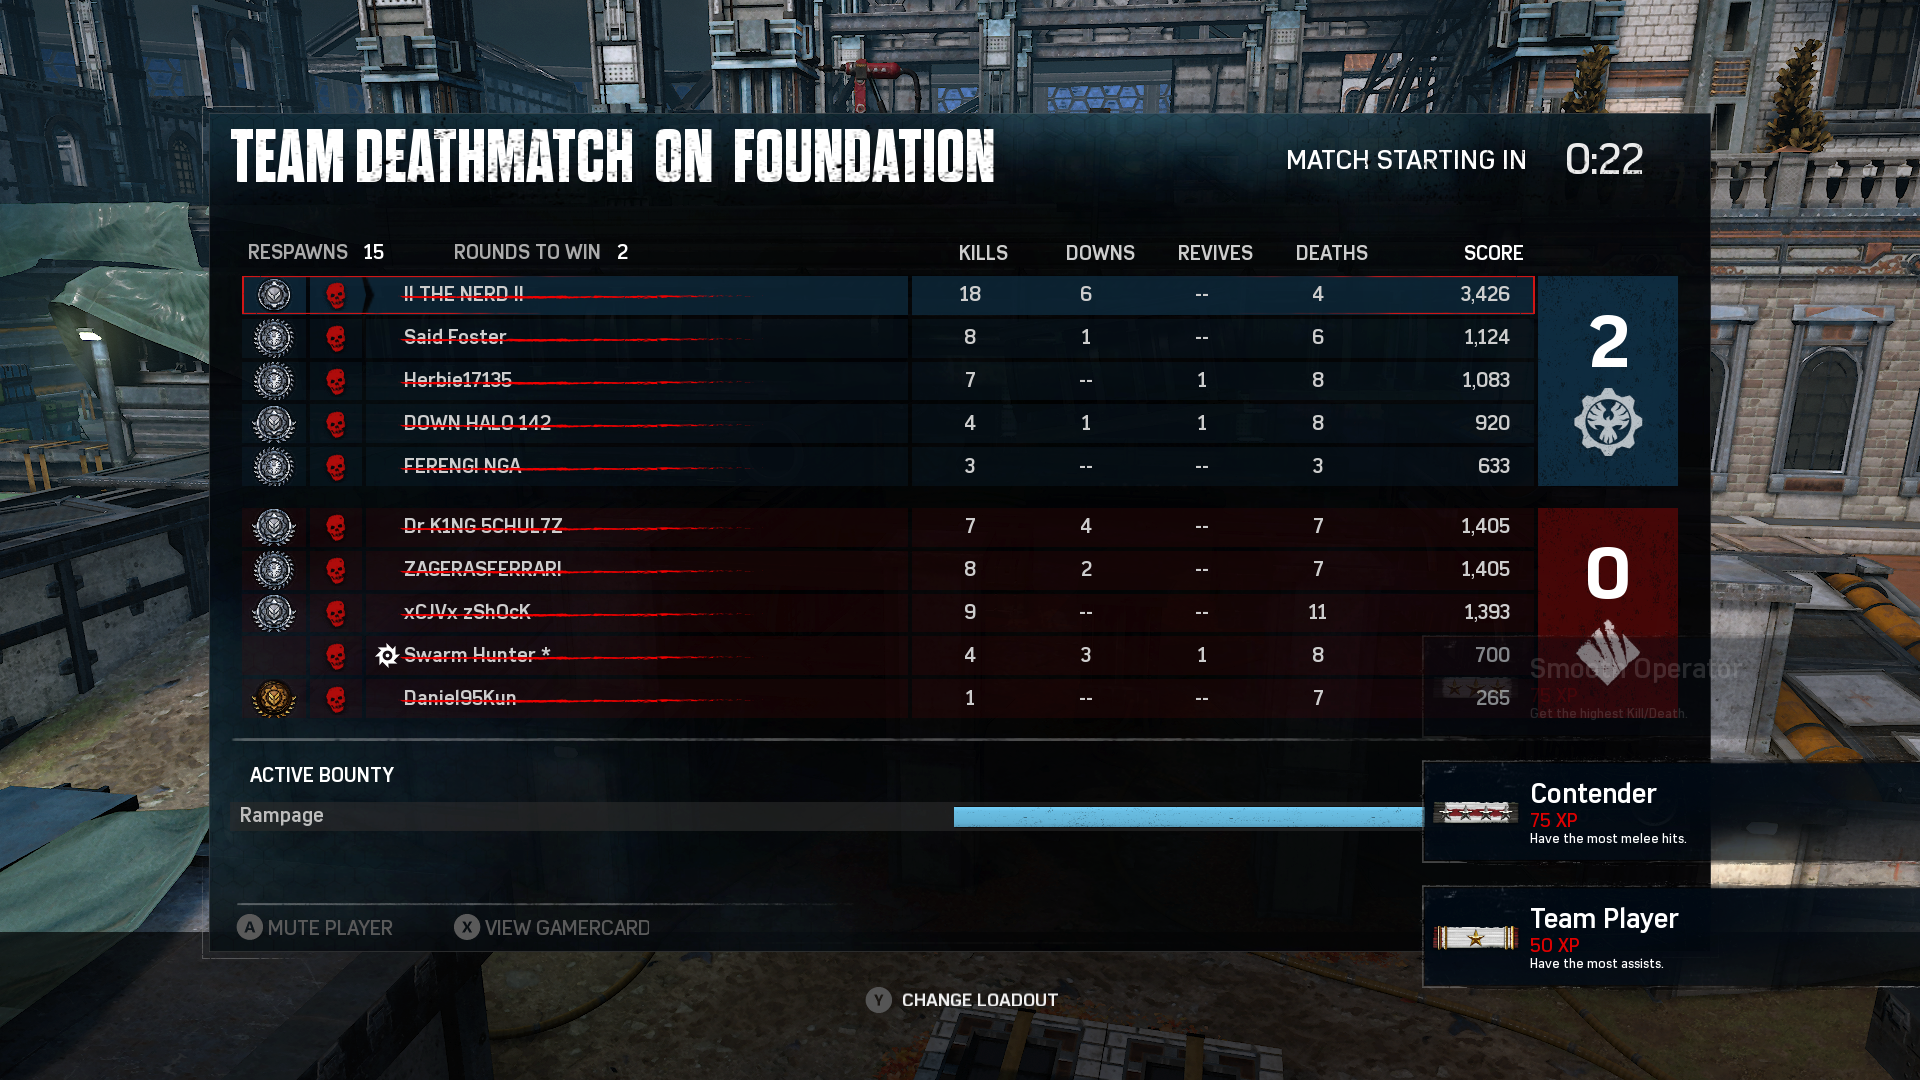 TEAM DEATHMATCH ON FOUNDATION
MATCH STARTING IN 0:22
RESPAWNS 15 ROUNDS TO WIN 2 KILLS DOWNS REVIVES DEATHS SCORE
II THE NERD II 18 6 -- 4 3,426
Said Foster 8 1 -- 6 1,124
Herbie17135 7 -- 1 8 1,083
DOWN HALO 142 4 1 1 8 920
FERENGI NGA 3 -- -- 3 633
2
Dr K1NG 5CHUL7Z 7 4 -- 7 1,405
ZAGERASFERRARI 8 2 -- 7 1,405
xCJVx zShOcK 9 -- -- 11 1,393
Swarm Hunter * 4 3 1 8 700
Daniel95Kun 1 -- -- 7 265
0
Smooth Operator
75 XP
Get the highest Kill/Death.
ACTIVE BOUNTY
Rampage
Contender
75 XP
Have the most melee hits.
Team Player
50 XP
Have the most assists.
A MUTE PLAYER X VIEW GAMERCARD
Y CHANGE LOADOUT